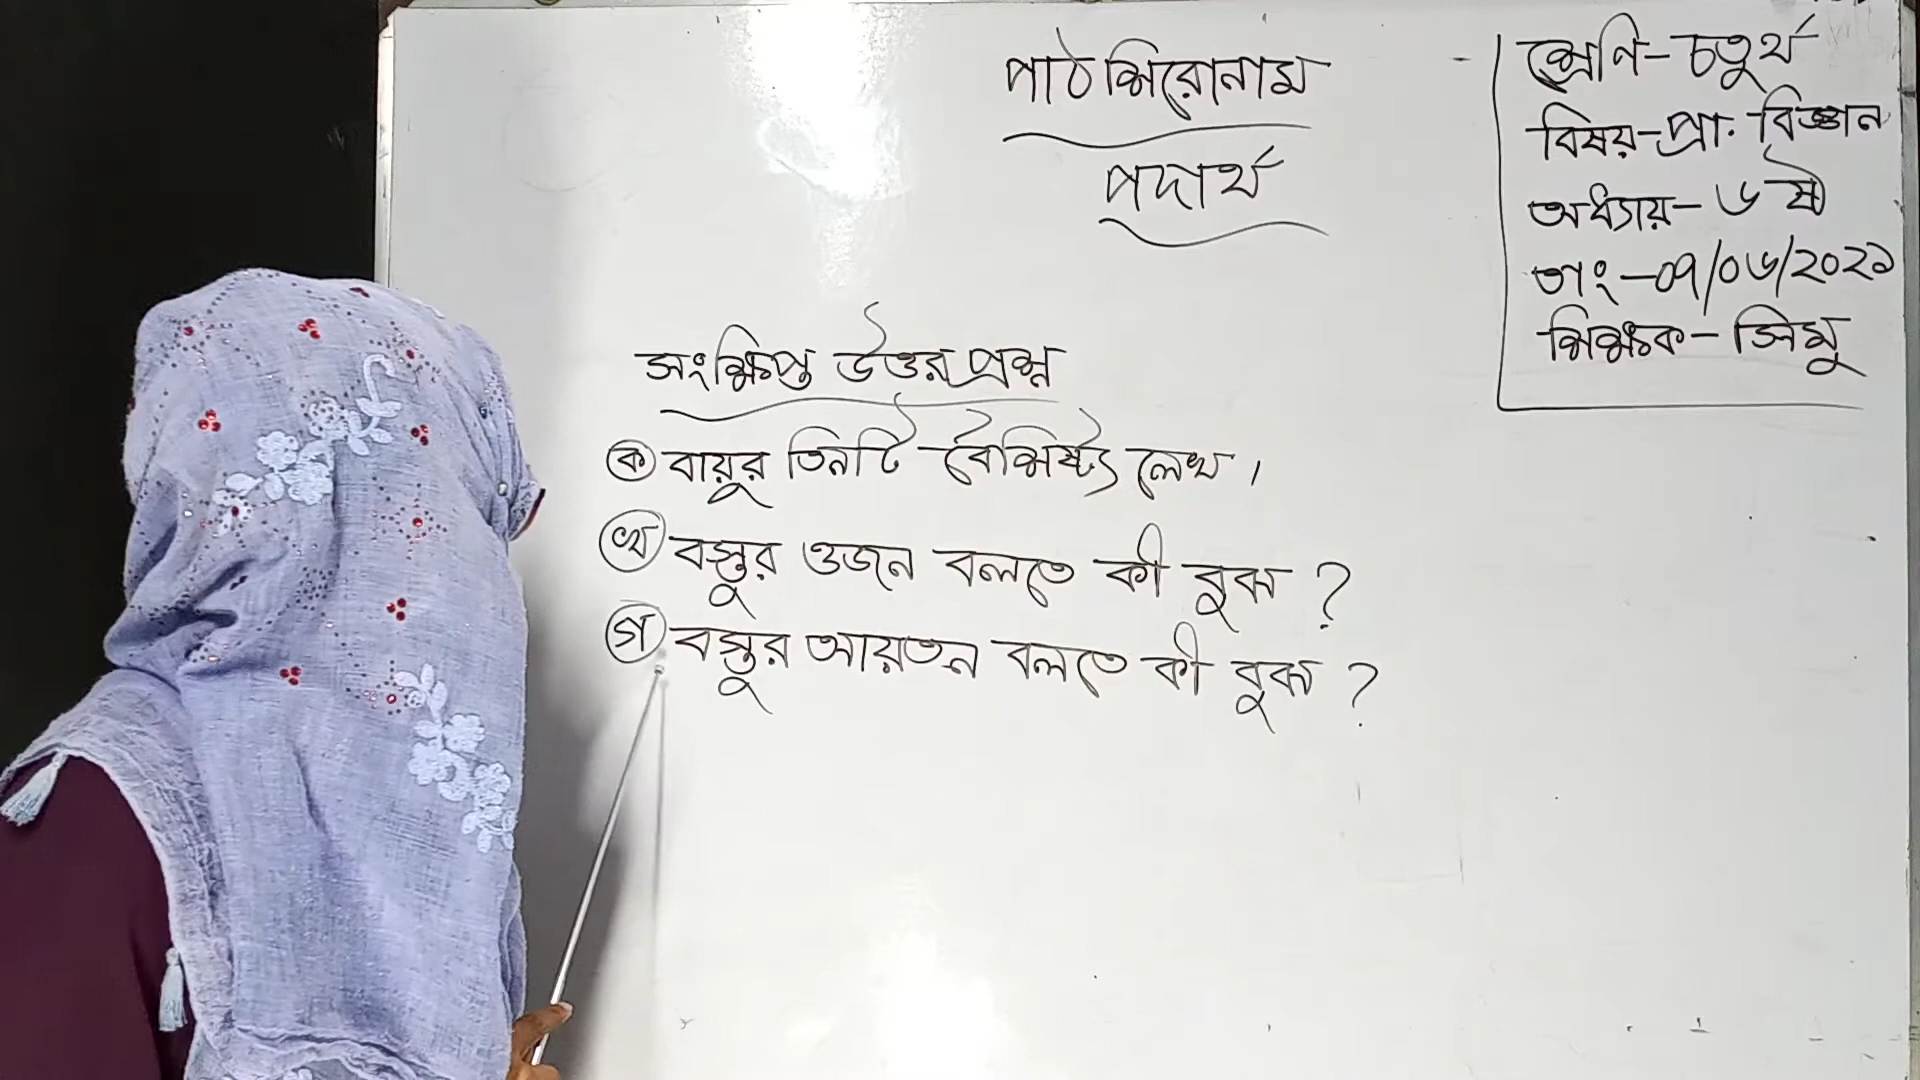 পাঠ শিরোনাম
পদার্থ
শ্রেণি-চতুর্থ
বিষয়-প্রা. বিজ্ঞান
অধ্যায়-৬ষ্ঠ
তাং-০৭/০৬/২০২১
শিক্ষক-লিমু
সংক্ষিপ্ত উত্তর প্রশ্ন
ক বায়ুর তিনটি বৈশিষ্ট্য লেখ।
খ বস্তুর ওজন বলতে কী বুঝ ?
গ বস্তুর আয়তন বলতে কী বুঝ ?